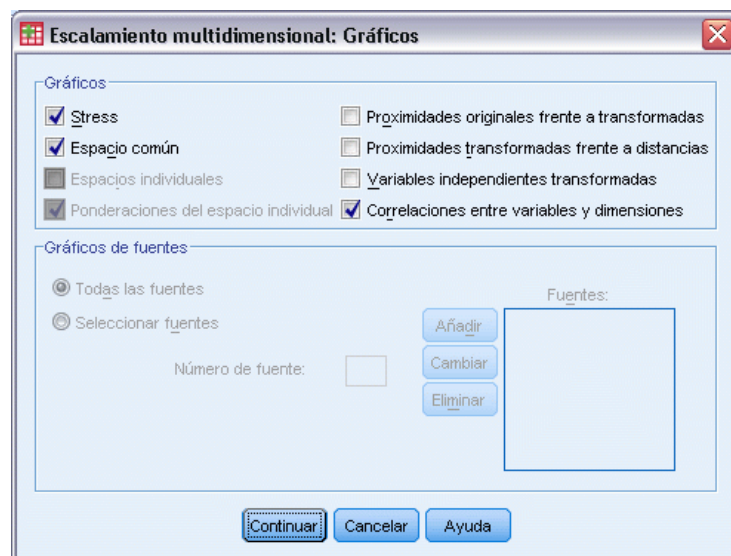 Escalamiento multidimensional: Gráficos
Gráficos
Stress
Espacio común
Espacios individuales
Ponderaciones del espacio individual
Proximidades originales frente a transformadas
Proximidades transformadas frente a distancias
Variables independientes transformadas
Correlaciones entre variables y dimensiones
Gráficos de fuentes
Todas las fuentes
Seleccionar fuentes
Número de fuente:
Añadir
Cambiar
Eliminar
Fuentes:
Continuar
Cancelar
Ayuda